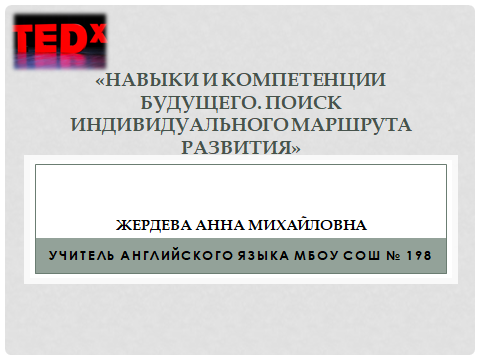 TEDx
«НАВЫКИ И КОМПЕТЕНЦИИ
БУДУЩЕГО. ПОИСК
ИНДИВИДУАЛЬНОГО МАРШРУТА
РАЗВИТИЯ»
ЖЕРДЕВА АННА МИХАЙЛОВНА
УЧИТЕЛЬ АНГЛИЙСКОГО ЯЗЫКА МБОУ СОШ № 198